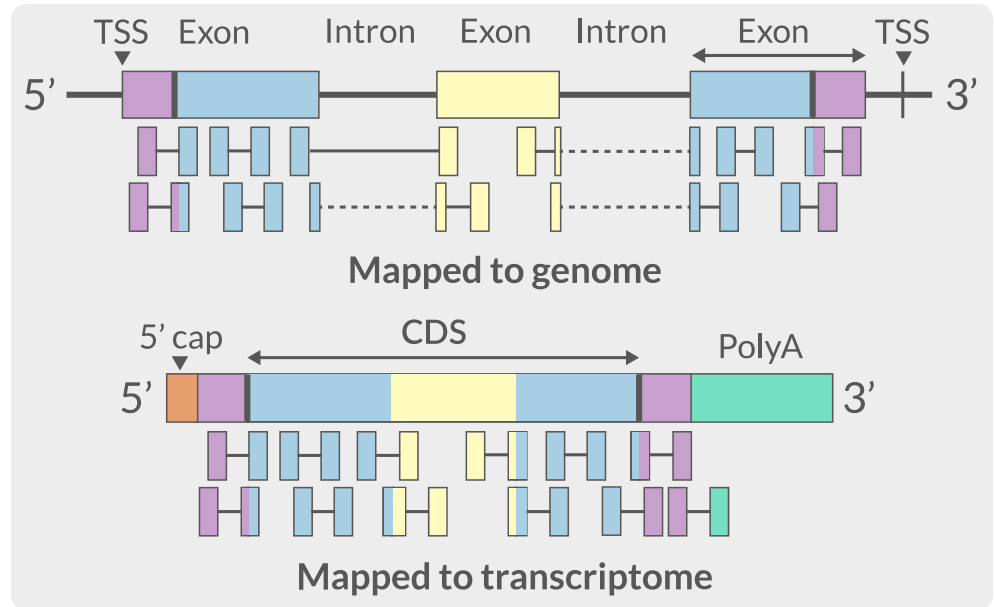 TSS Exon Intron Exon Intron Exon TSS
5’ 3’
Mapped to genome
5’ cap CDS PolyA
5’ 3’
Mapped to transcriptome